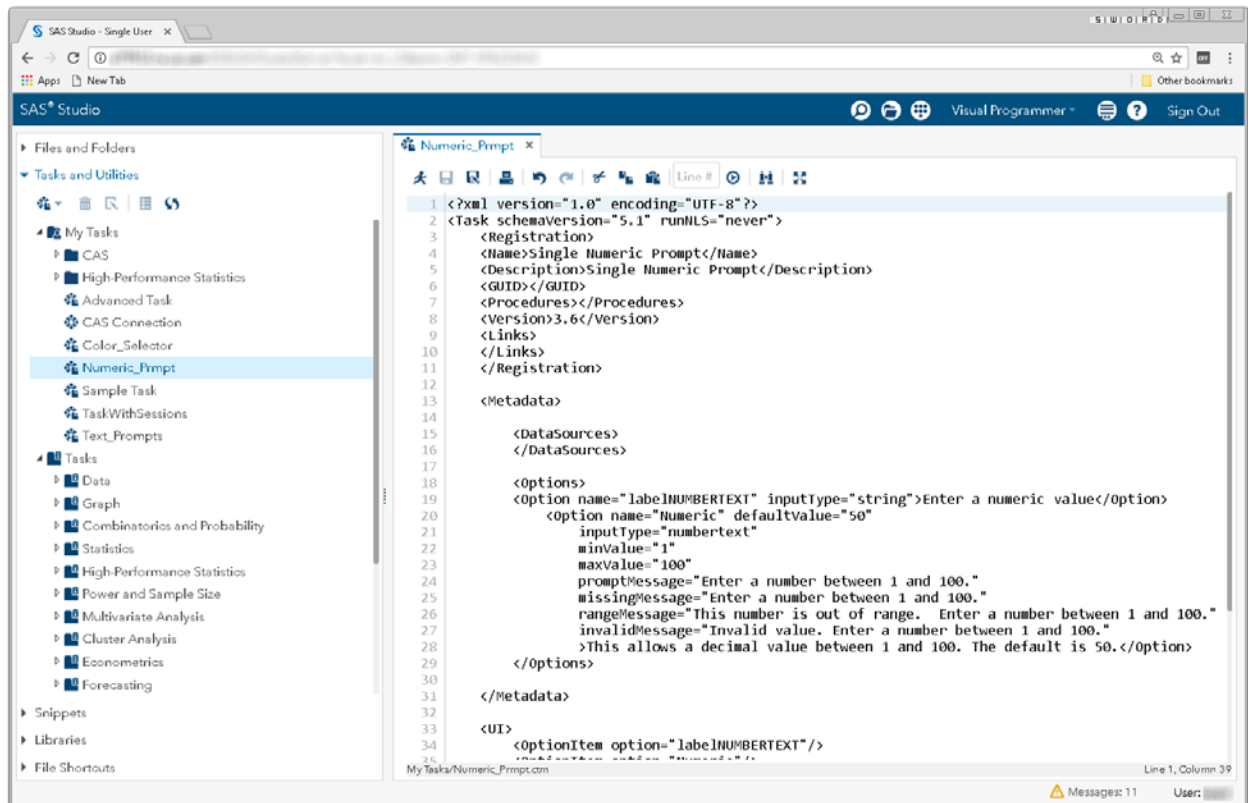 SAS Studio - Single User
S|W|O|R|D|
Apps New Tab Other bookmarks
SAS® Studio Visual Programmer Sign Out
Files and Folders
Tasks and Utilities
My Tasks
CAS
High-Performance Statistics
Advanced Task
CAS Connection
Color_Selector
Numeric_Prmpt
Sample Task
TaskWithSessions
Text_Prompts
Tasks
Data
Graph
Combinatorics and Probability
Statistics
High-Performance Statistics
Power and Sample Size
Multivariate Analysis
Cluster Analysis
Econometrics
Forecasting
Snippets
Libraries
File Shortcuts
Numeric_Prmpt
Line #
1 <?xml version="1.0" encoding="UTF-8"?>
2 <Task schemaVersion="5.1" runNLS="never">
3 <Registration>
4 <Name>Single Numeric Prompt</Name>
5 <Description>Single Numeric Prompt</Description>
6 <GUID></GUID>
7 <Procedures></Procedures>
8 <Version>3.6</Version>
9 <Links>
10 </Links>
11 </Registration>
12
13 <Metadata>
14
15 <DataSources>
16 </DataSources>
17
18 <Options>
19 <Option name="labelNUMBERTEXT" inputType="string">Enter a numeric value</Option>
20 <Option name="Numeric" defaultValue="50"
21 inputType="numbertext"
22 minValue="1"
23 maxValue="100"
24 promptMessage="Enter a number between 1 and 100."
25 missingMessage="Enter a number between 1 and 100."
26 rangeMessage="This number is out of range.  Enter a number between 1 and 100."
27 invalidMessage="Invalid value. Enter a number between 1 and 100."
28 >This allows a decimal value between 1 and 100. The default is 50.</Option>
29 </Options>
30
31 </Metadata>
32
33 <UI>
34 <OptionItem option="labelNUMBERTEXT"/>
35 <OptionItem option="Numeric"/>
My Tasks/Numeric_Prmpt.ctm Line 1, Column 39
Messages: 11 User: